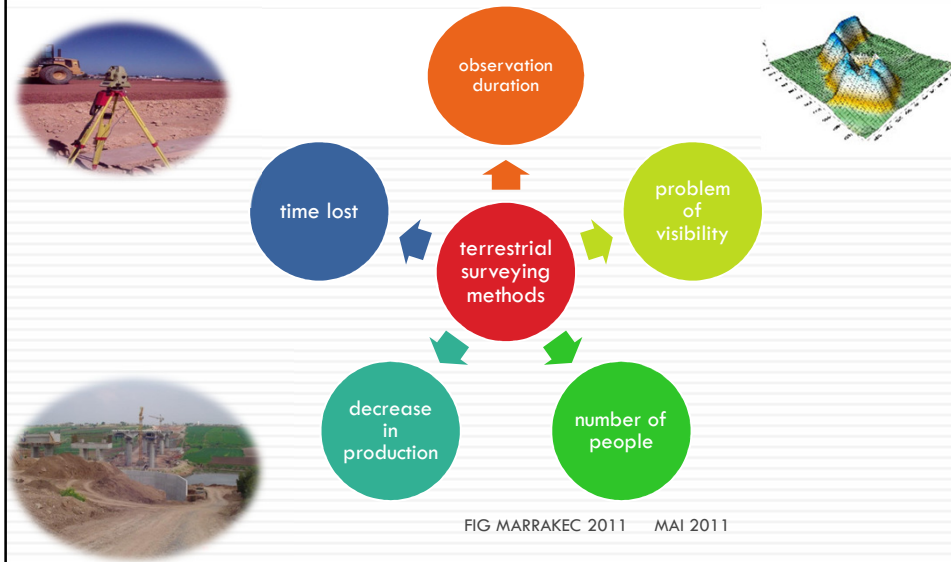 observation
duration
time lost
problem
of
visibility
terrestrial
surveying
methods
decrease
in
production
number of
people
FIG MARRAKEC 2011 MAI 2011